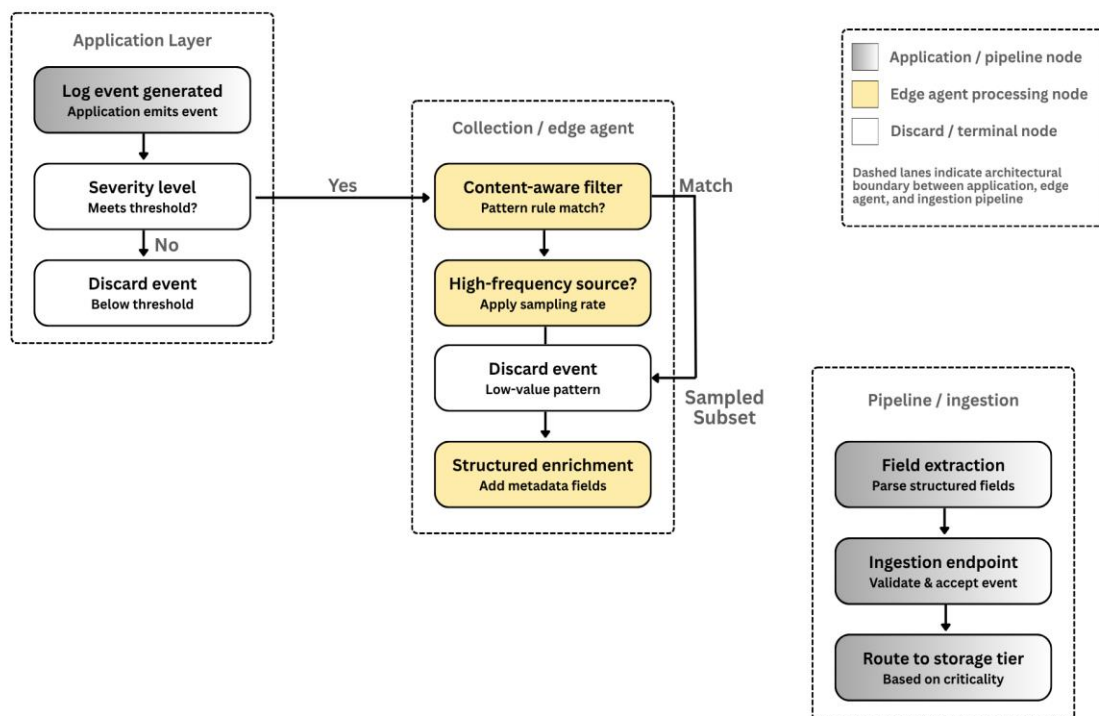 Application Layer
Log event generated
Application emits event
Severity level
Meets threshold?
No
Discard event
Below threshold
Yes
Collection / edge agent
Content-aware filter
Pattern rule match?
Match
High-frequency source?
Apply sampling rate
Discard event
Low-value pattern
Sampled
Subset
Structured enrichment
Add metadata fields
Application / pipeline node
Edge agent processing node
Discard / terminal node
Dashed lanes indicate architectural
boundary between application, edge
agent, and ingestion pipeline
Pipeline / ingestion
Field extraction
Parse structured fields
Ingestion endpoint
Validate & accept event
Route to storage tier
Based on criticality